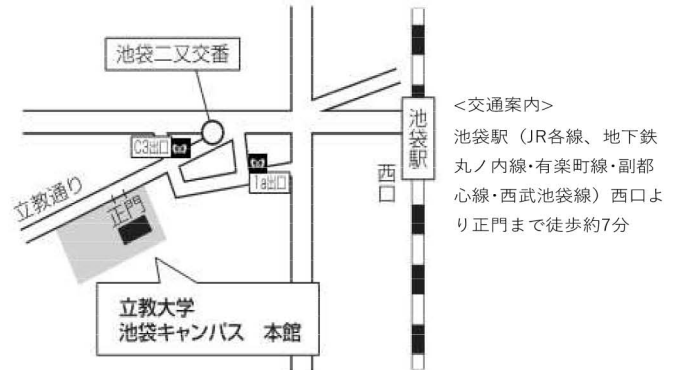 池袋二又交番
C3出口
1a出口
池袋駅
西口
立教通り
正門
立教大学
池袋キャンパス 本館
<交通案内>
池袋駅（JR各線、地下鉄
丸ノ内線･有楽町線･副都
心線･西武池袋線）西口よ
り正門まで徒歩約7分